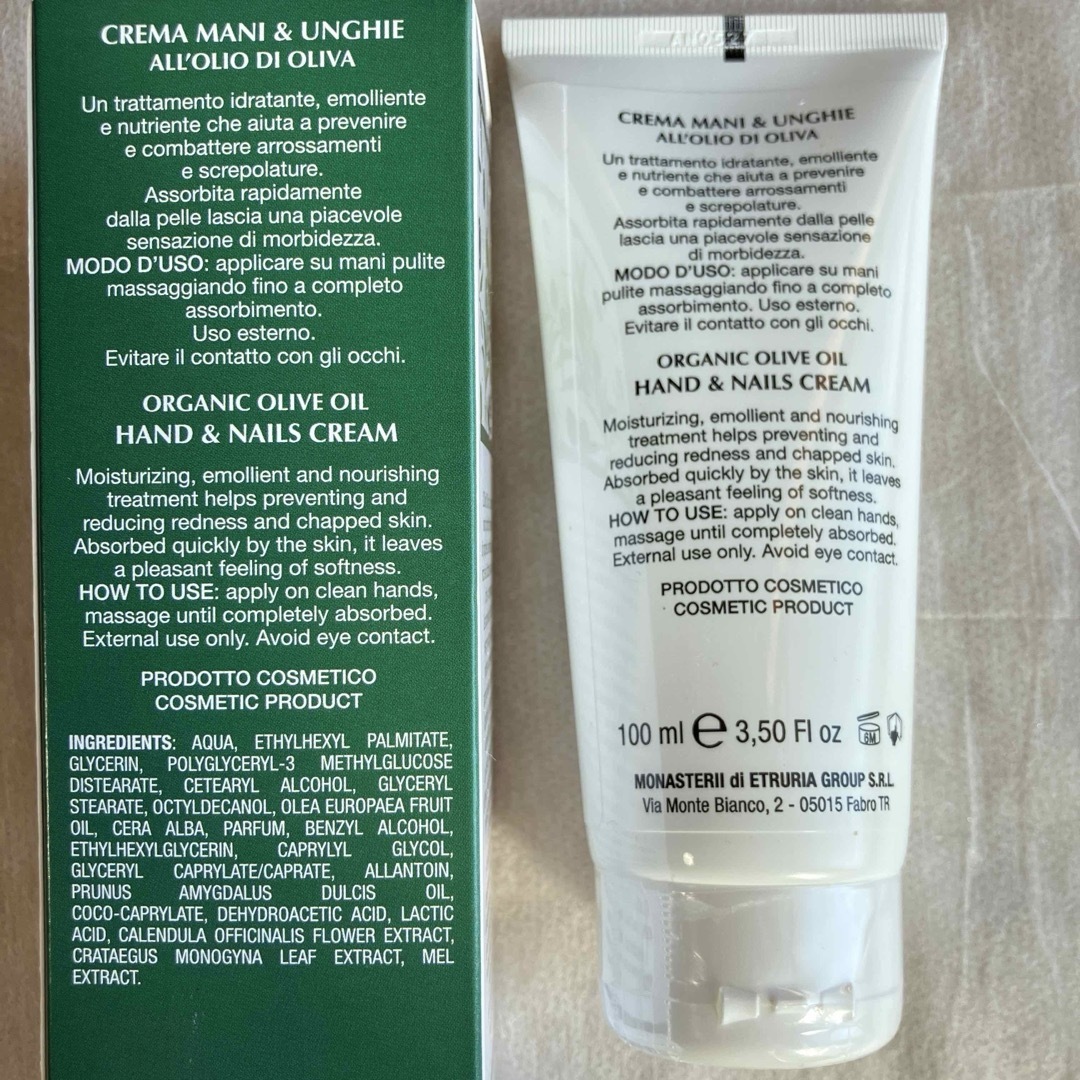 CREMA MANI & UNGHIE
ALL'OLIO DI OLIVA
Un trattamento idratante, emolliente
e nutriente che aiuta a prevenire
e combattere arrossamenti
e screpolature.
Assorbita rapidamente
dalla pelle lascia una piacevole
sensazione di morbidezza.
MODO D'USO: applicare su mani pulite
massaggiando fino a completo
assorbimento.
Uso esterno.
Evitare il contatto con gli occhi.
ORGANIC OLIVE OIL
HAND & NAILS CREAM
Moisturizing, emollient and nourishing
treatment helps preventing and
reducing redness and chapped skin.
Absorbed quickly by the skin, it leaves
a pleasant feeling of softness.
HOW TO USE: apply on clean hands,
massage until completely absorbed.
External use only. Avoid eye contact.
PRODOTTO COSMETICO
COSMETIC PRODUCT
INGREDIENTS: AQUA, ETHYLHEXYL PALMITATE,
GLYCERIN, POLYGLYCERYL-3 METHYLGLUCOSE
DISTEARATE, CETEARYL ALCOHOL, GLYCERYL
STEARATE, OCTYLDECANOL, OLEA EUROPAEA FRUIT
OIL, CERA ALBA, PARFUM, BENZYL ALCOHOL,
ETHYLHEXYLGLYCERIN, CAPRYLYL GLYCOL,
GLYCERYL CAPRYLATE/CAPRATE, ALLANTOIN,
PRUNUS AMYGDALUS DULCIS OIL,
COCO-CAPRYLATE, DEHYDROACETIC ACID, LACTIC
ACID, CALENDULA OFFICINALIS FLOWER EXTRACT,
CRATAEGUS MONOGYNA LEAF EXTRACT, MEL
EXTRACT.
CREMA MANI & UNGHIE
ALL'OLIO DI OLIVA
Un trattamento idratante, emolliente
e nutriente che aiuta a prevenire
e combattere arrossamenti
e screpolature.
Assorbita rapidamente dalla pelle
lascia una piacevole sensazione
di morbidezza.
MODO D'USO: applicare su mani
pulite massaggiando fino a completo
assorbimento. Uso esterno.
Evitare il contatto con gli occhi.
ORGANIC OLIVE OIL
HAND & NAILS CREAM
Moisturizing, emollient and nourishing
treatment helps preventing and
reducing redness and chapped skin.
Absorbed quickly by the skin, it leaves
a pleasant feeling of softness.
HOW TO USE: apply on clean hands,
massage until completely absorbed.
External use only. Avoid eye contact.
PRODOTTO COSMETICO
COSMETIC PRODUCT
100 ml e 3,50 Fl oz 6M
MONASTERII di ETRURIA GROUP S.R.L.
Via Monte Bianco, 2 - 05015 Fabro TR